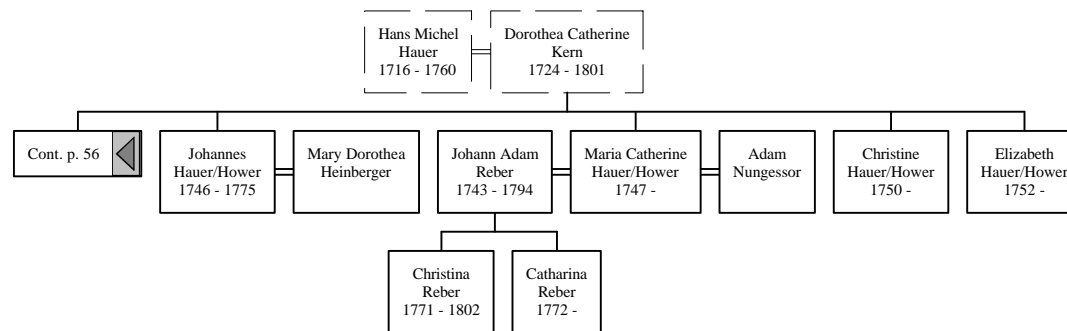 Hans Michel
Hauer
1716 - 1760
Dorothea Catherine
Kern
1724 - 1801
Cont. p. 56
Johannes
Hauer/Hower
1746 - 1775
Mary Dorothea
Heinberger
Johann Adam
Reber
1743 - 1794
Maria Catherine
Hauer/Hower
1747 -
Adam
Nungessor
Christine
Hauer/Hower
1750 -
Elizabeth
Hauer/Hower
1752 -
Christina
Reber
1771 - 1802
Catharina
Reber
1772 -